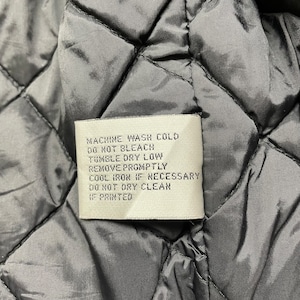 MACHINE WASH COLD
DO NOT BLEACH
TUMBLE DRY LOW
REMOVE PROMPTLY
COOL IRON IF NECESSARY
DO NOT DRY CLEAN
IF PRINTED